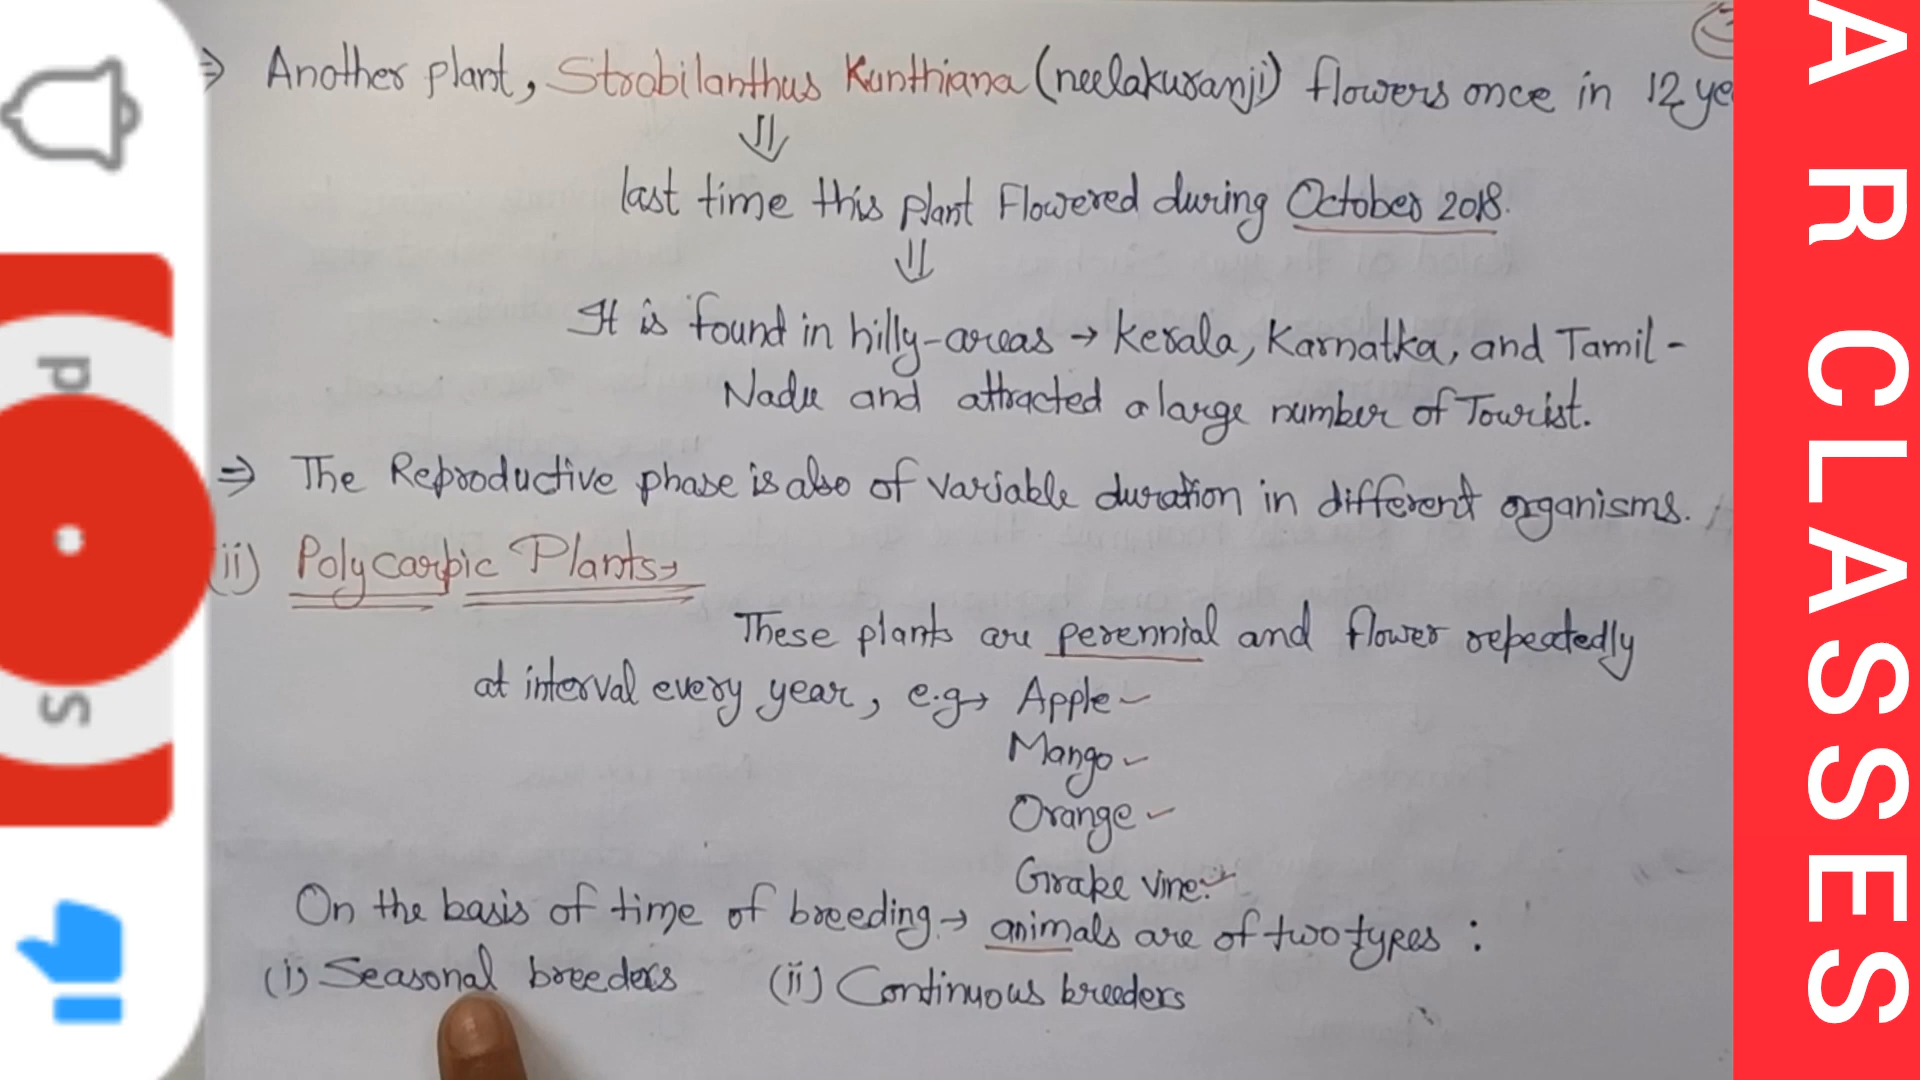 ⇒ Another plant, Strobilanthus Kunthiana (neelakuranji) flowers once in 12 ye
⇓
last time this plant Flowered during October 2018.
⇓
It is found in hilly-areas → Kerala, Karnatka, and Tamil-
Nadu and attracted a large number of Tourist.
⇒ The Reproductive phase is also of variable duration in different organisms.
(ii) Polycarpic Plants→
These plants are perennial and flower repeatedly
at interval every year, e.g→ Apple
Mango
Orange
Grape vine.
On the basis of time of breeding → animals are of two types :
(i) Seasonal breeders (ii) Continuous breeders
A R CLASSES